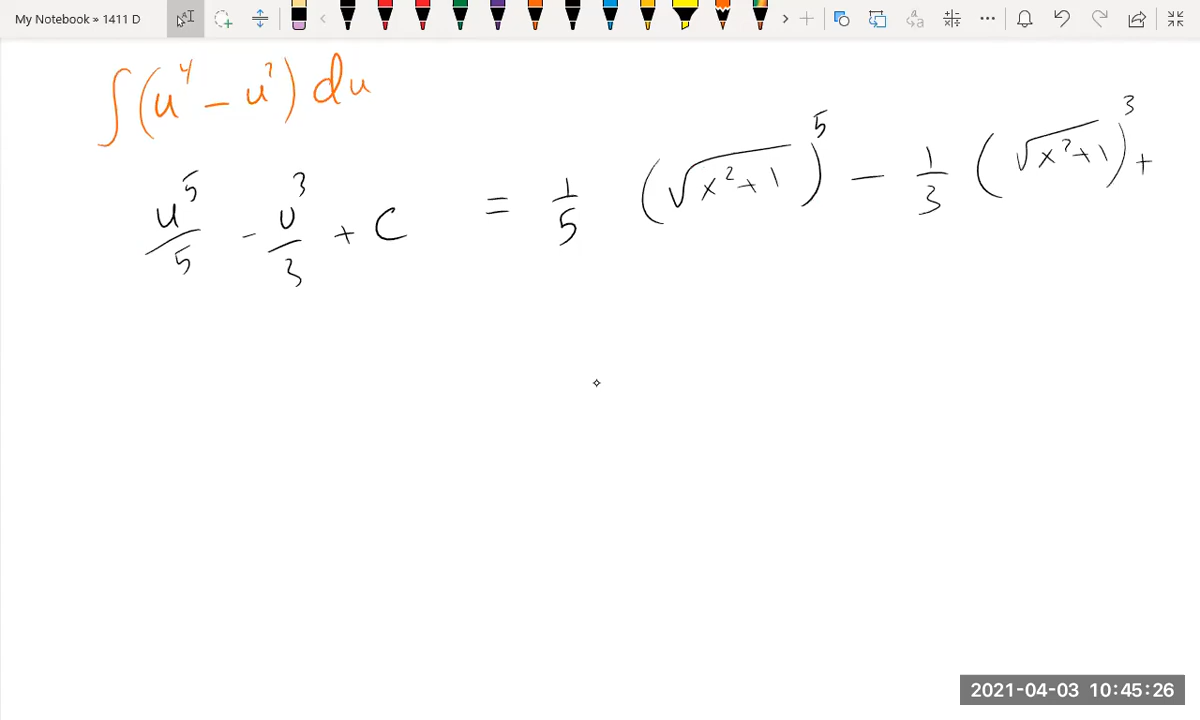 My Notebook » 1411 D
∫(u⁴ − u²) du
u⁵/5 − u³/3 + C = 1/5 (√(x²+1))⁵ − 1/3 (√(x²+1))³ +
2021-04-03 10:45:26